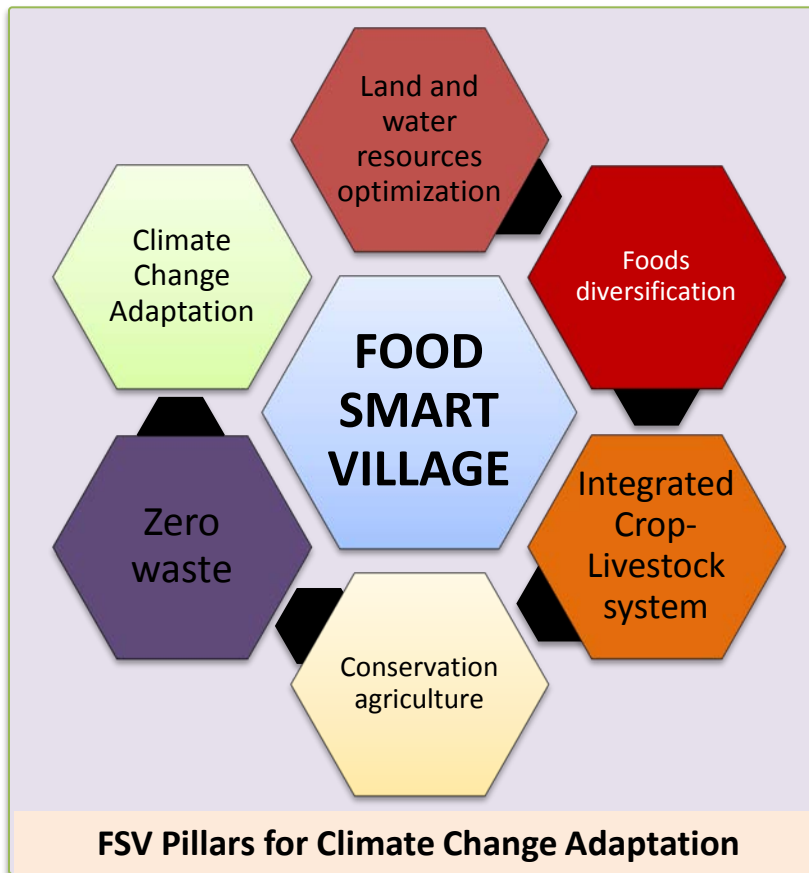 Land and
water
resources
optimization
Climate
Change
Adaptation
Foods
diversification
FOOD
SMART
VILLAGE
Zero
waste
Integrated
Crop-
Livestock
system
Conservation
agriculture
FSV Pillars for Climate Change Adaptation